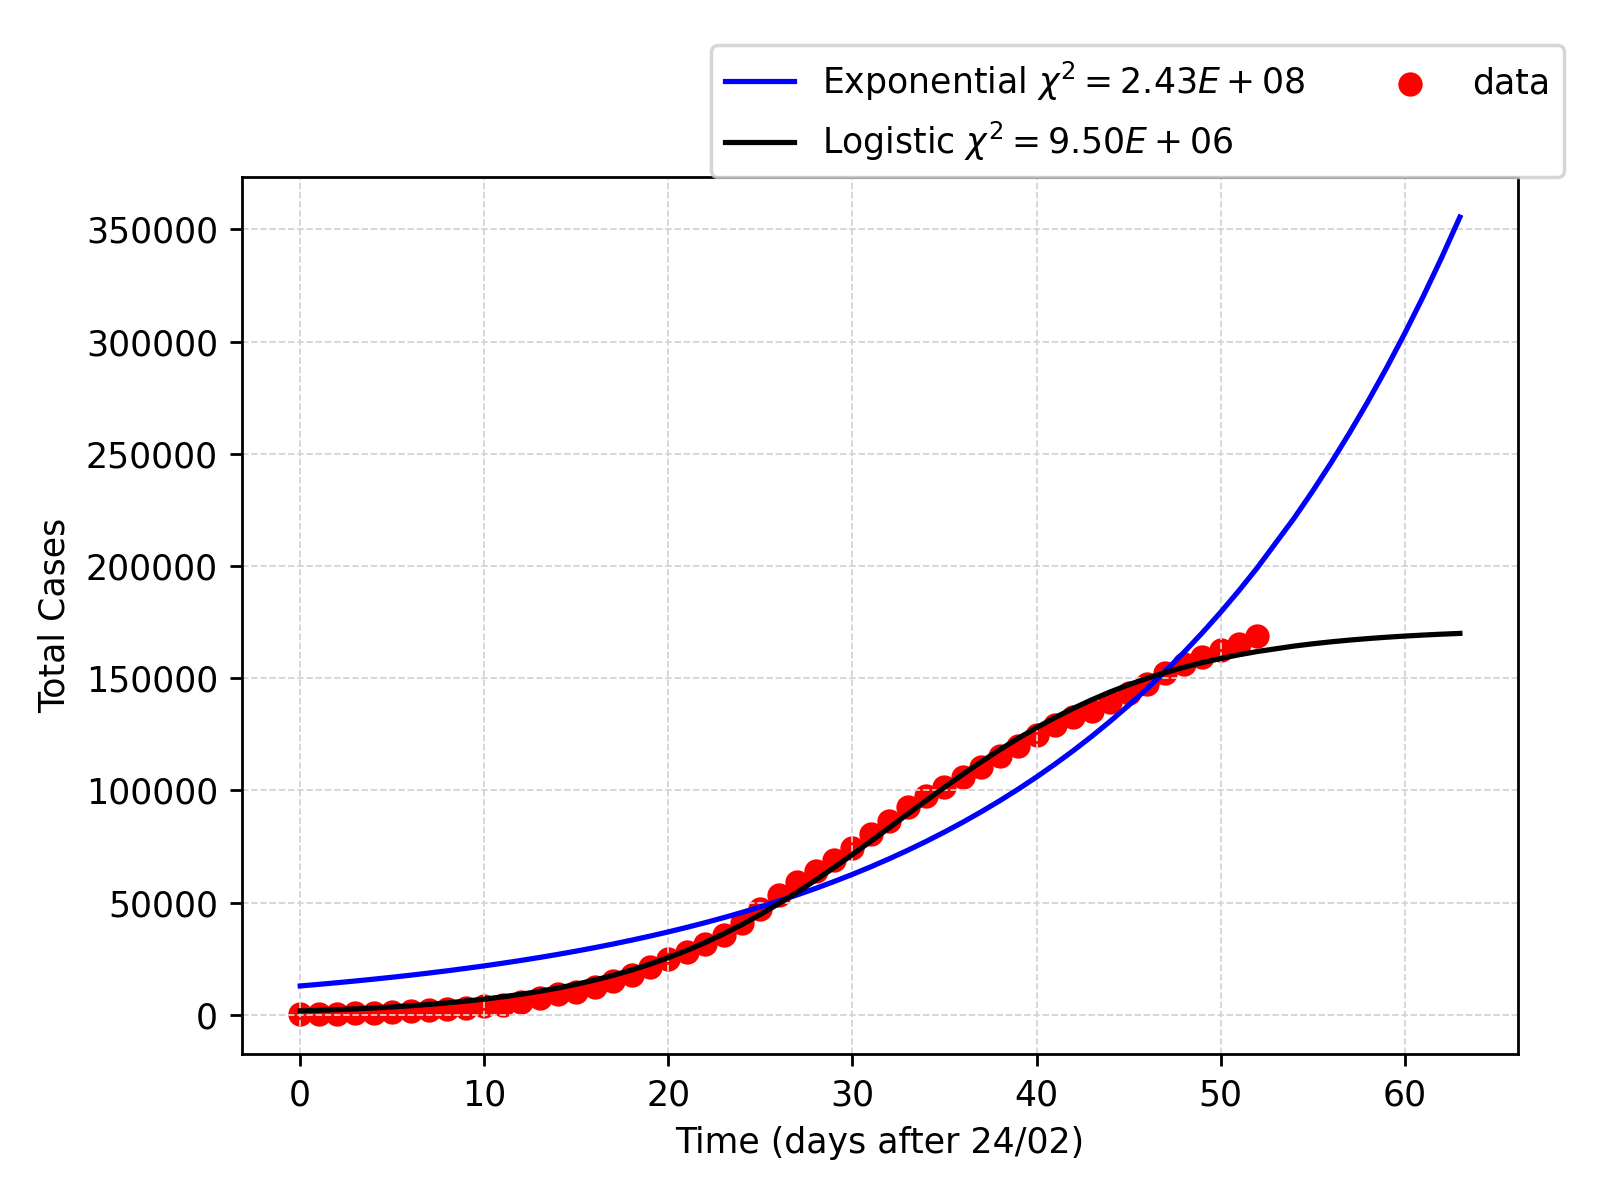 Exponential χ² = 2.43E + 08
data
Logistic χ² = 9.50E + 06
350000
300000
250000
200000
150000
100000
50000
0
Total Cases
0 10 20 30 40 50 60
Time (days after 24/02)